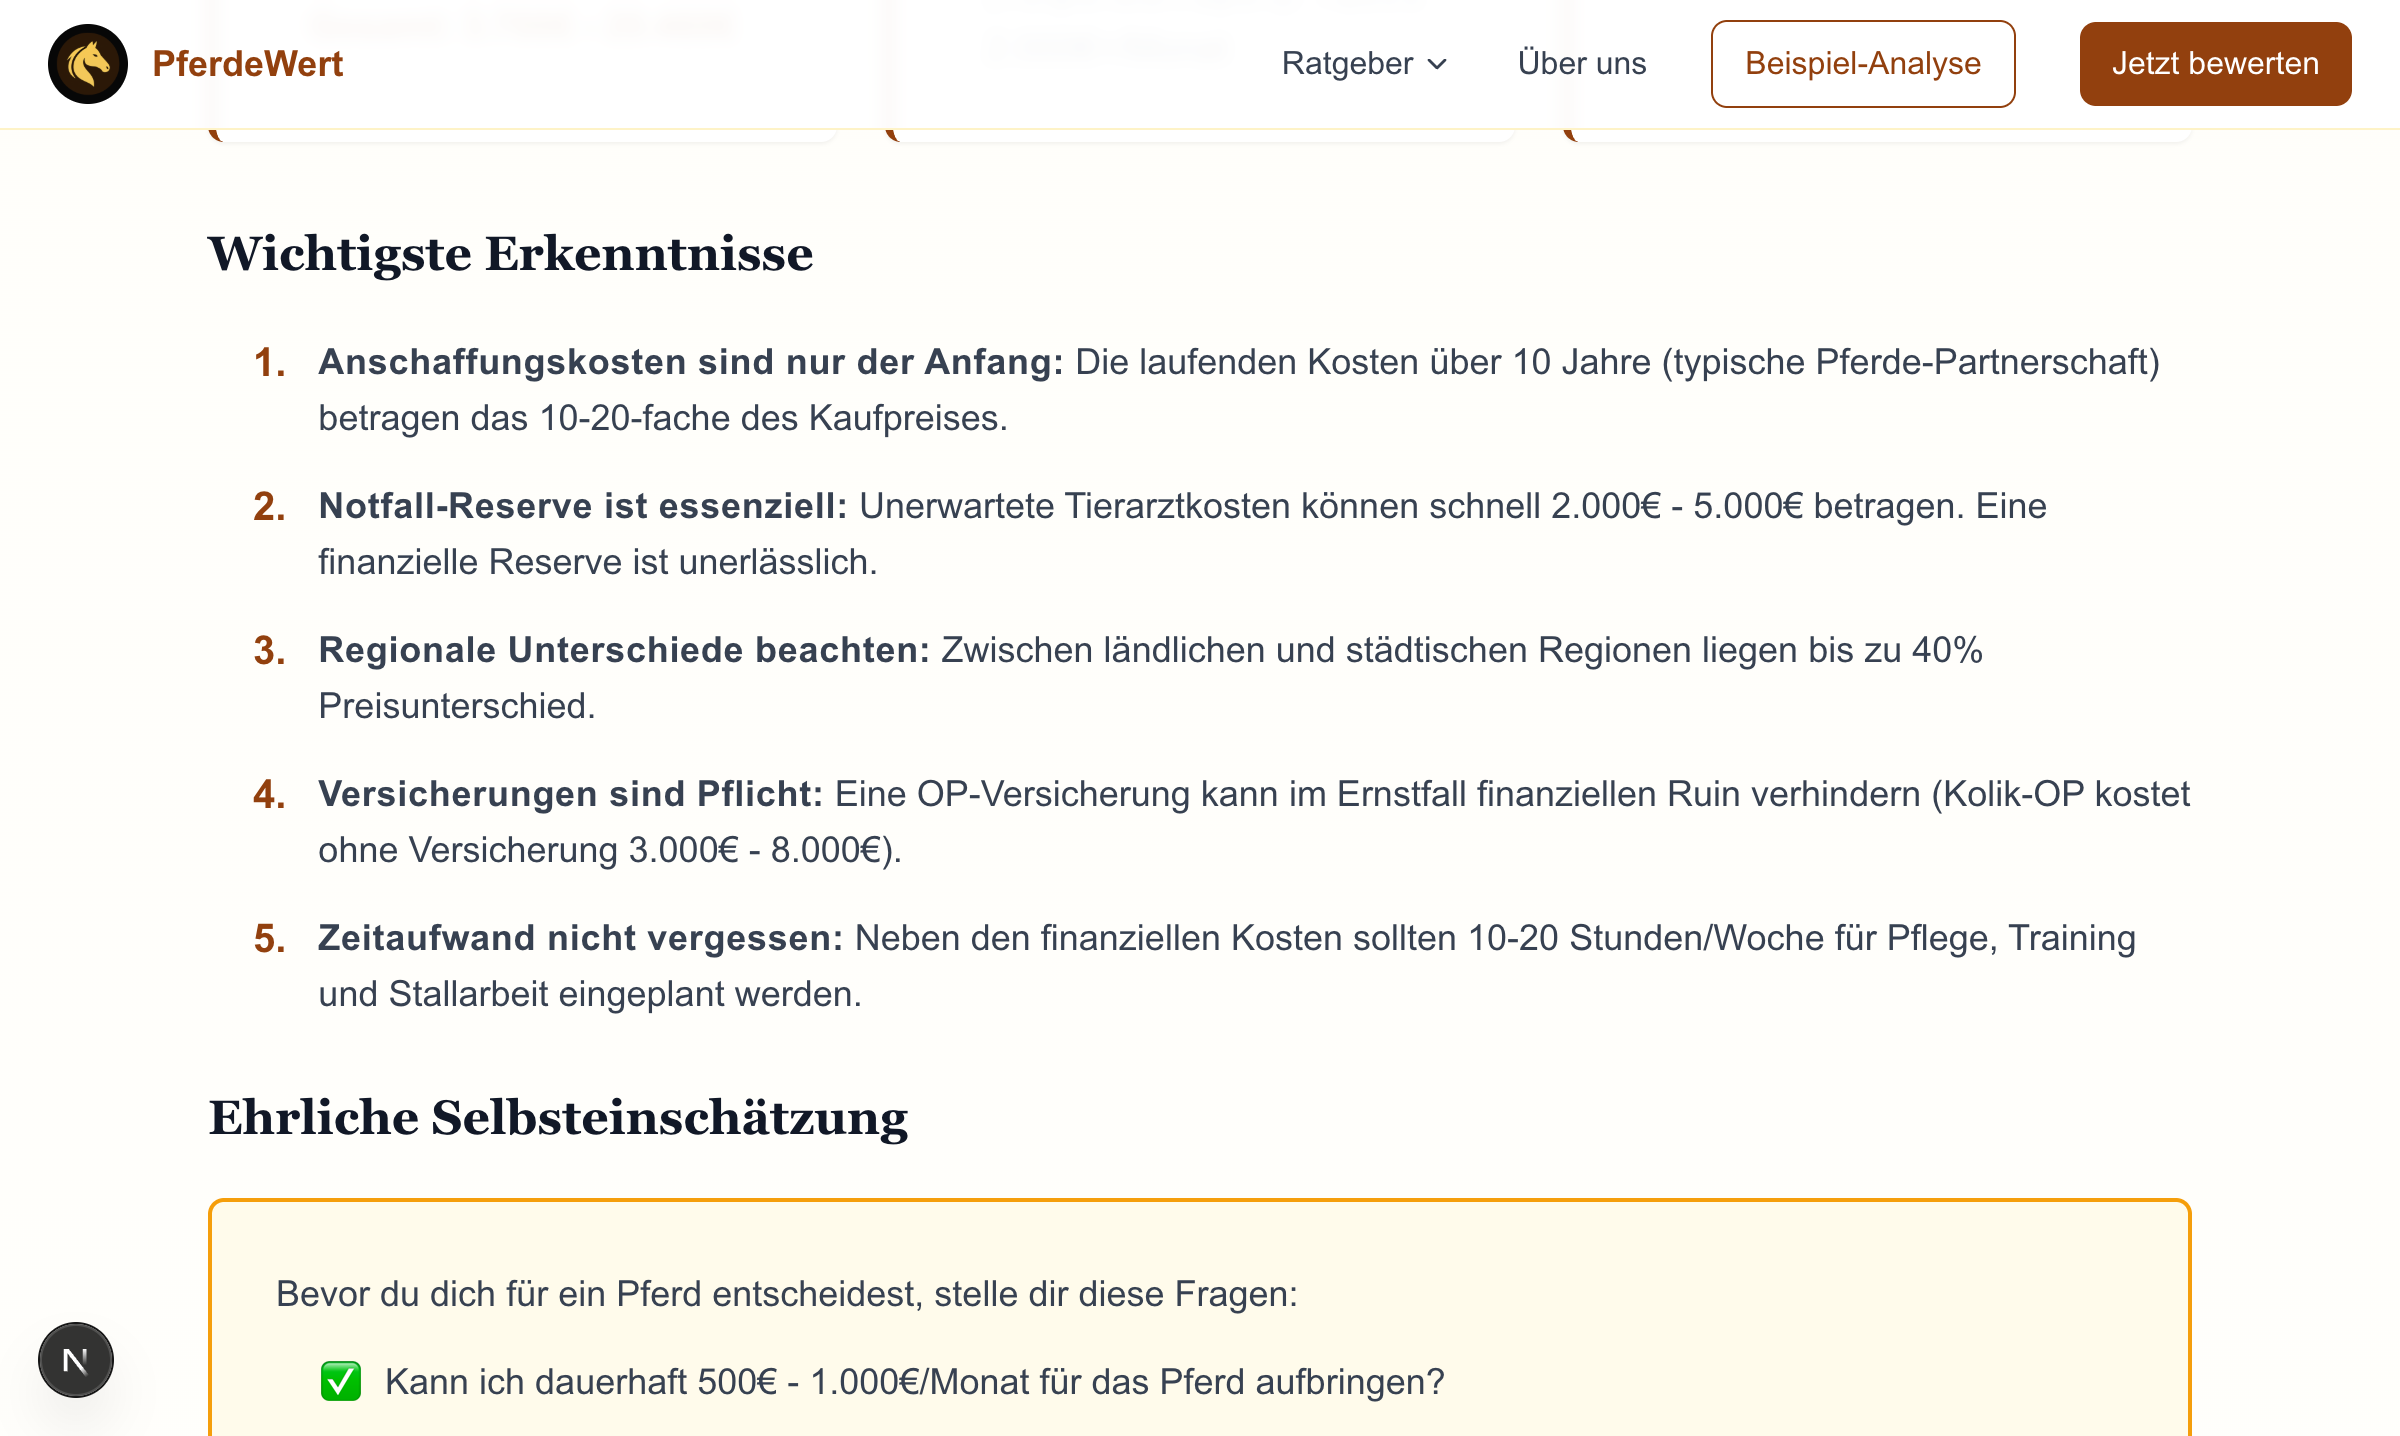 PferdeWert
Ratgeber
Über uns
Beispiel-Analyse
Jetzt bewerten
Wichtigste Erkenntnisse
1. Anschaffungskosten sind nur der Anfang: Die laufenden Kosten über 10 Jahre (typische Pferde-Partnerschaft)
betragen das 10-20-fache des Kaufpreises.
2. Notfall-Reserve ist essenziell: Unerwartete Tierarztkosten können schnell 2.000€ - 5.000€ betragen. Eine
finanzielle Reserve ist unerlässlich.
3. Regionale Unterschiede beachten: Zwischen ländlichen und städtischen Regionen liegen bis zu 40%
Preisunterschied.
4. Versicherungen sind Pflicht: Eine OP-Versicherung kann im Ernstfall finanziellen Ruin verhindern (Kolik-OP kostet
ohne Versicherung 3.000€ - 8.000€).
5. Zeitaufwand nicht vergessen: Neben den finanziellen Kosten sollten 10-20 Stunden/Woche für Pflege, Training
und Stallarbeit eingeplant werden.
Ehrliche Selbsteinschätzung
Bevor du dich für ein Pferd entscheidest, stelle dir diese Fragen:
✅ Kann ich dauerhaft 500€ - 1.000€/Monat für das Pferd aufbringen?
N